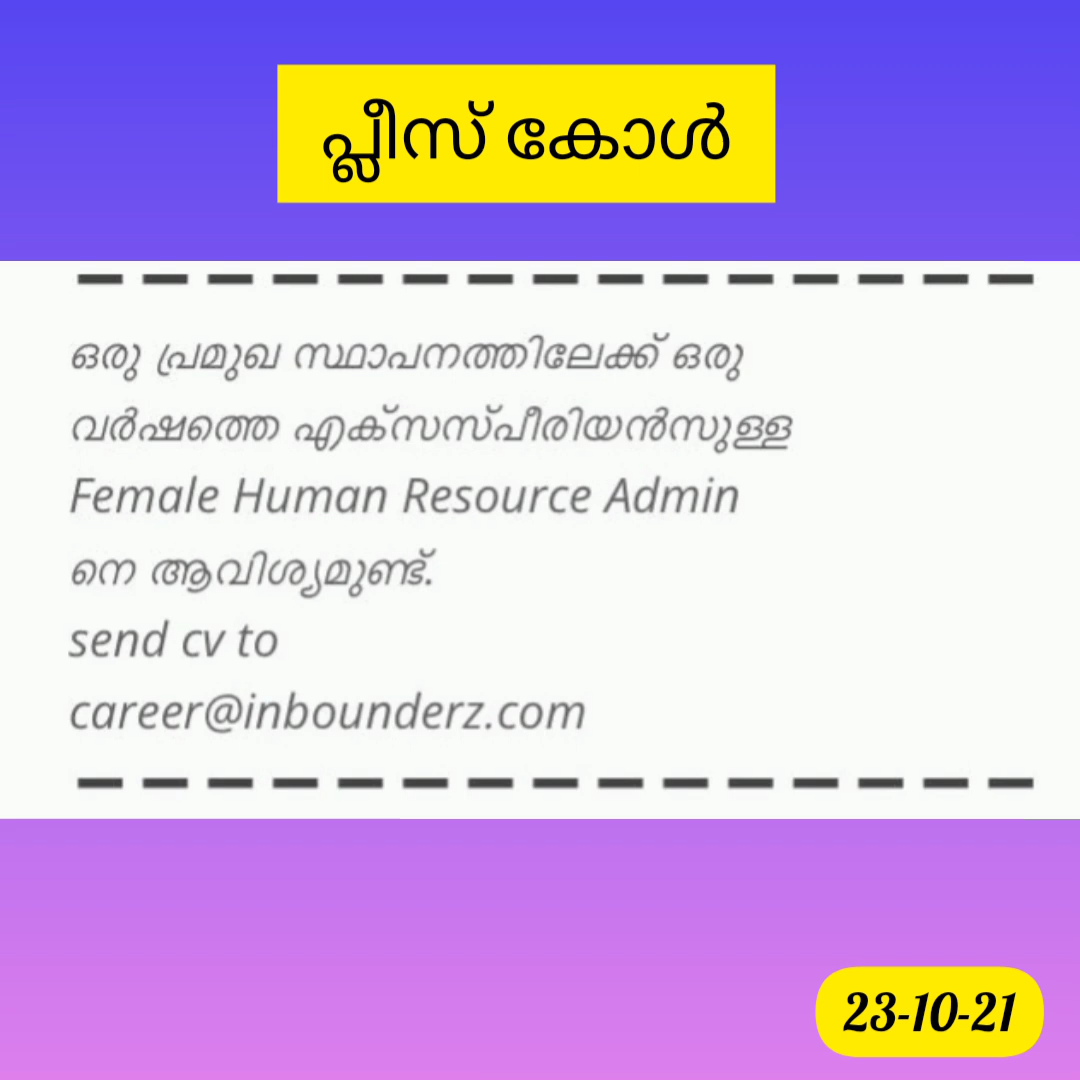 പ്ലീസ് കോൾ
ഒരു പ്രമുഖ സ്ഥാപനത്തിലേക്ക് ഒരു
വർഷത്തെ എക്സസ്പീരിയൻസുള്ള
Female Human Resource Admin
നെ ആവിശ്യമുണ്ട്.
send cv to
career@inbounderz.com
23-10-21